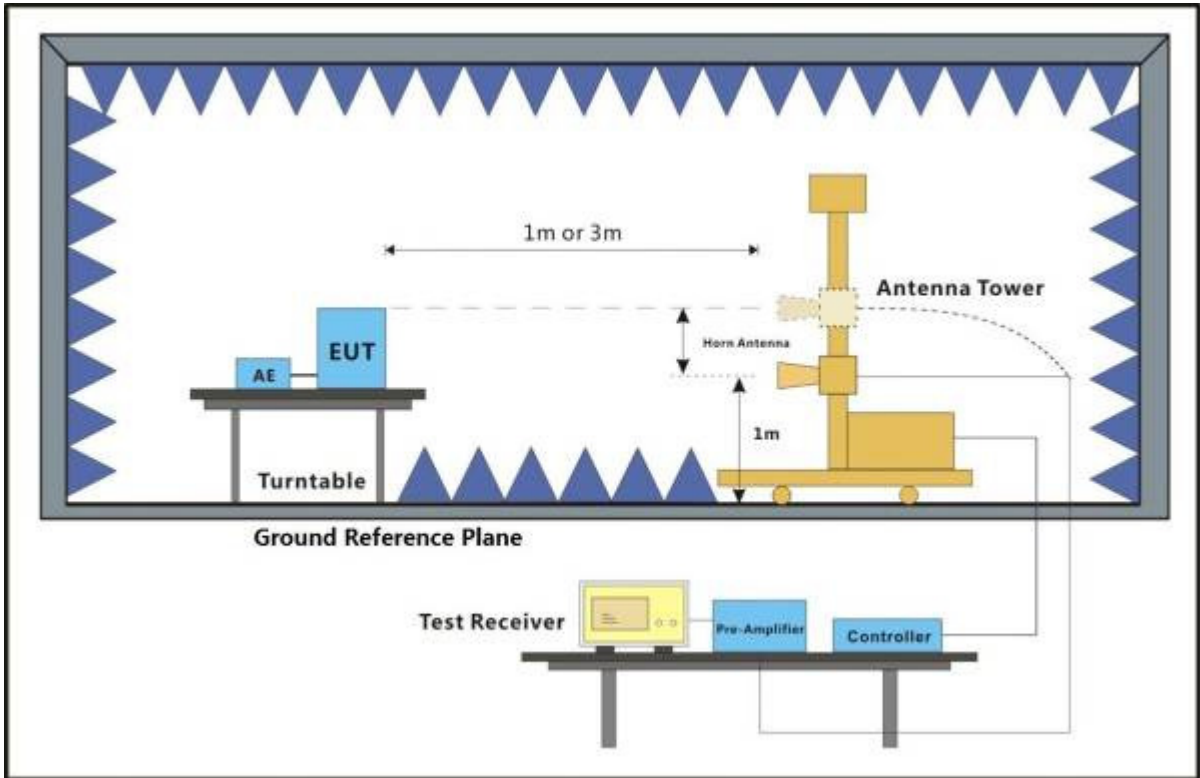 1m or 3m
Antenna Tower
Horn Antenna
EUT
AE
1m
Turntable
Ground Reference Plane
Test Receiver
Pre-Amplifier
Controller